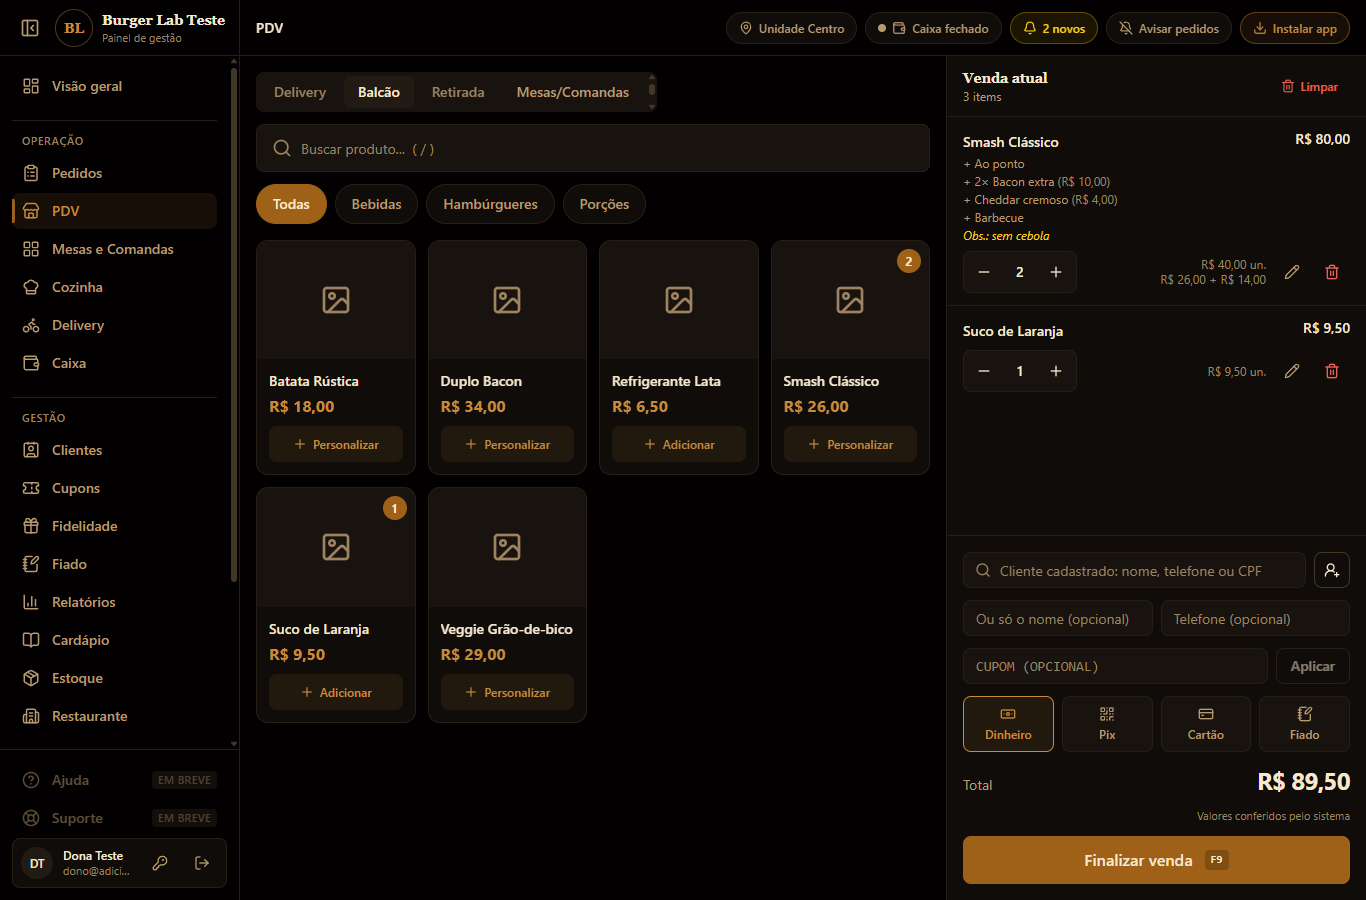 BL
Burger Lab Teste
Painel de gestão
Visão geral
OPERAÇÃO
Pedidos
PDV
Mesas e Comandas
Cozinha
Delivery
Caixa
GESTÃO
Clientes
Cupons
Fidelidade
Fiado
Relatórios
Cardápio
Estoque
Restaurante
Ajuda EM BREVE
Suporte EM BREVE
DT
Dona Teste
dono@adici...
PDV
Unidade Centro
Caixa fechado
2 novos
Avisar pedidos
Instalar app
Delivery Balcão Retirada Mesas/Comandas
Buscar produto... ( / )
Todas Bebidas Hambúrgueres Porções
Batata Rústica
R$ 18,00
+ Personalizar
Duplo Bacon
R$ 34,00
+ Personalizar
Refrigerante Lata
R$ 6,50
+ Adicionar
2
Smash Clássico
R$ 26,00
+ Personalizar
1
Suco de Laranja
R$ 9,50
+ Adicionar
Veggie Grão-de-bico
R$ 29,00
+ Personalizar
Venda atual
3 items
Limpar
Smash Clássico R$ 80,00
+ Ao ponto
+ 2× Bacon extra (R$ 10,00)
+ Cheddar cremoso (R$ 4,00)
+ Barbecue
Obs.: sem cebola
− 2 +
R$ 40,00 un.
R$ 26,00 + R$ 14,00
Suco de Laranja R$ 9,50
− 1 +
R$ 9,50 un.
Cliente cadastrado: nome, telefone ou CPF
Ou só o nome (opcional)
Telefone (opcional)
CUPOM (OPCIONAL)
Aplicar
Dinheiro Pix Cartão Fiado
Total R$ 89,50
Valores conferidos pelo sistema
Finalizar venda F9